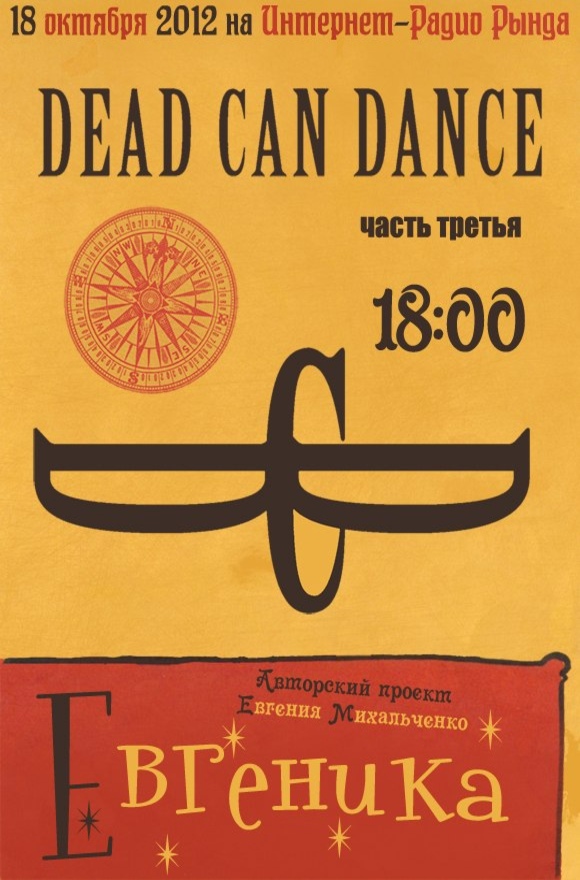 18 октября 2012 на Интернет-Радио Рында
DEAD CAN DANCE
часть третья
18:00
Авторский проект
Евгения Михальченко
Евгеника